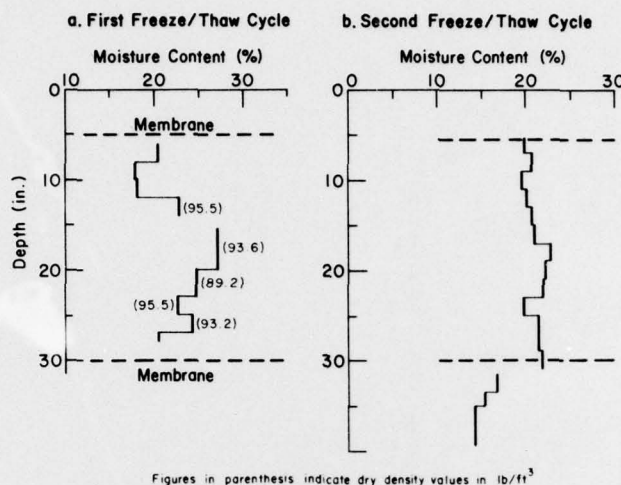 a. First Freeze/Thaw Cycle
Moisture Content (%)
10 20 30
0
10
20
30
Depth (in.)
Membrane
(95.5)
(93.6)
(89.2)
(95.5)
(93.2)
Membrane
b. Second Freeze/Thaw Cycle
Moisture Content (%)
0 10 20 30
0
10
20
30
Figures in parenthesis indicate dry density values in lb/ft³